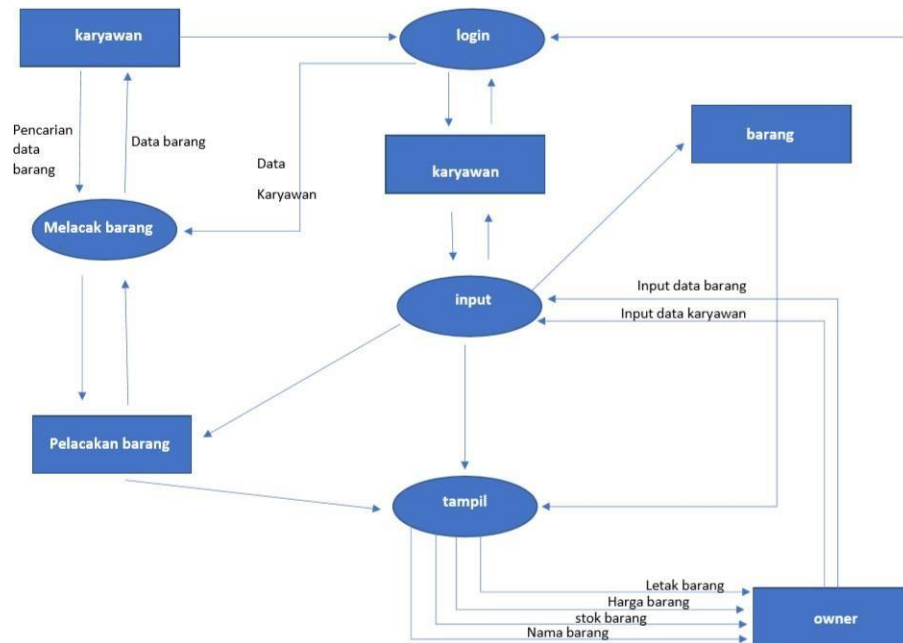 karyawan
login
Pencarian
data
barang
Data barang
Data
Karyawan
karyawan
barang
Melacak barang
input
Input data barang
Input data karyawan
Pelacakan barang
tampil
Letak barang
Harga barang
stok barang
Nama barang
owner